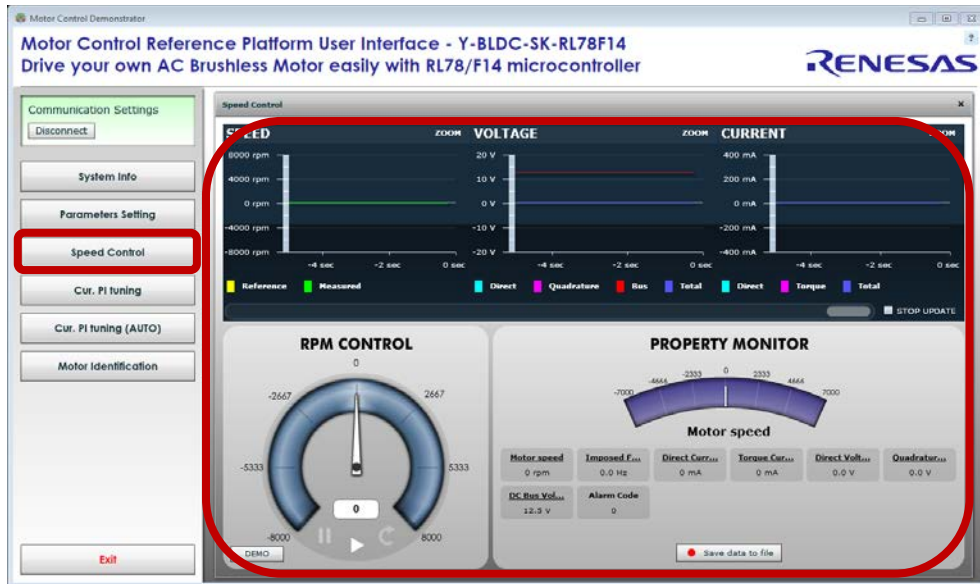 Motor Control Demonstrator
Motor Control Reference Platform User Interface - Y-BLDC-SK-RL78F14
Drive your own AC Brushless Motor easily with RL78/F14 microcontroller
?
RENESAS
Communication Settings
Disconnect
System Info
Parameters Setting
Speed Control
Cur. PI tuning
Cur. PI tuning (AUTO)
Motor Identification
Exit
Speed Control
x
SPEED ZOOM
8000 rpm
4000 rpm
0 rpm
-4000 rpm
-8000 rpm
-4 sec -2 sec 0 sec
Reference Measured
VOLTAGE ZOOM
20 V
10 V
0 V
-10 V
-20 V
-4 sec -2 sec 0 sec
Direct Quadrature Bus Total
CURRENT ZOOM
400 mA
200 mA
0 mA
-200 mA
-400 mA
-4 sec -2 sec 0 sec
Direct Torque Total
STOP UPDATE
RPM CONTROL
0
-2667 2667
-5333 5333
0
-8000 8000
DEMO
PROPERTY MONITOR
-7000 -4666 -2333 0 2333 4666 7000
Motor speed
Motor speed Imposed F... Direct Curr... Torque Cur... Direct Volt... Quadratur...
0 rpm 0.0 Hz 0 mA 0 mA 0.0 V 0.0 V
DC Bus Vol... Alarm Code
12.5 V 0
Save data to file